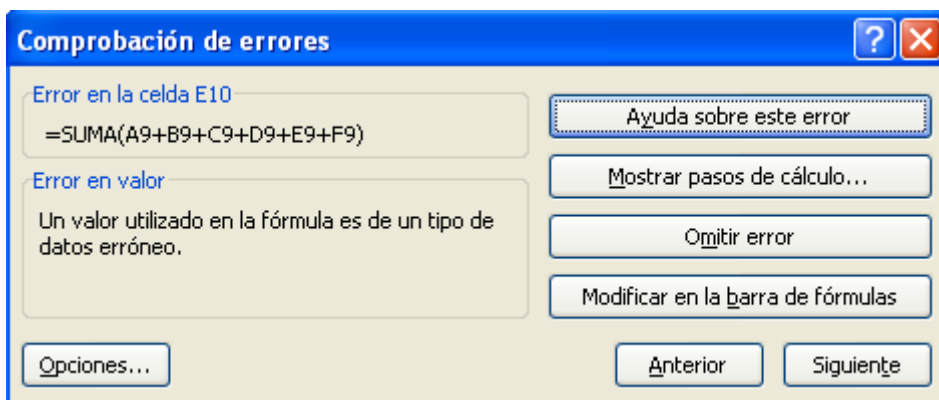 Comprobación de errores
Error en la celda E10
=SUMA(A9+B9+C9+D9+E9+F9)
Error en valor
Un valor utilizado en la fórmula es de un tipo de
datos erróneo.
Ayuda sobre este error
Mostrar pasos de cálculo...
Omitir error
Modificar en la barra de fórmulas
Opciones...
Anterior
Siguiente